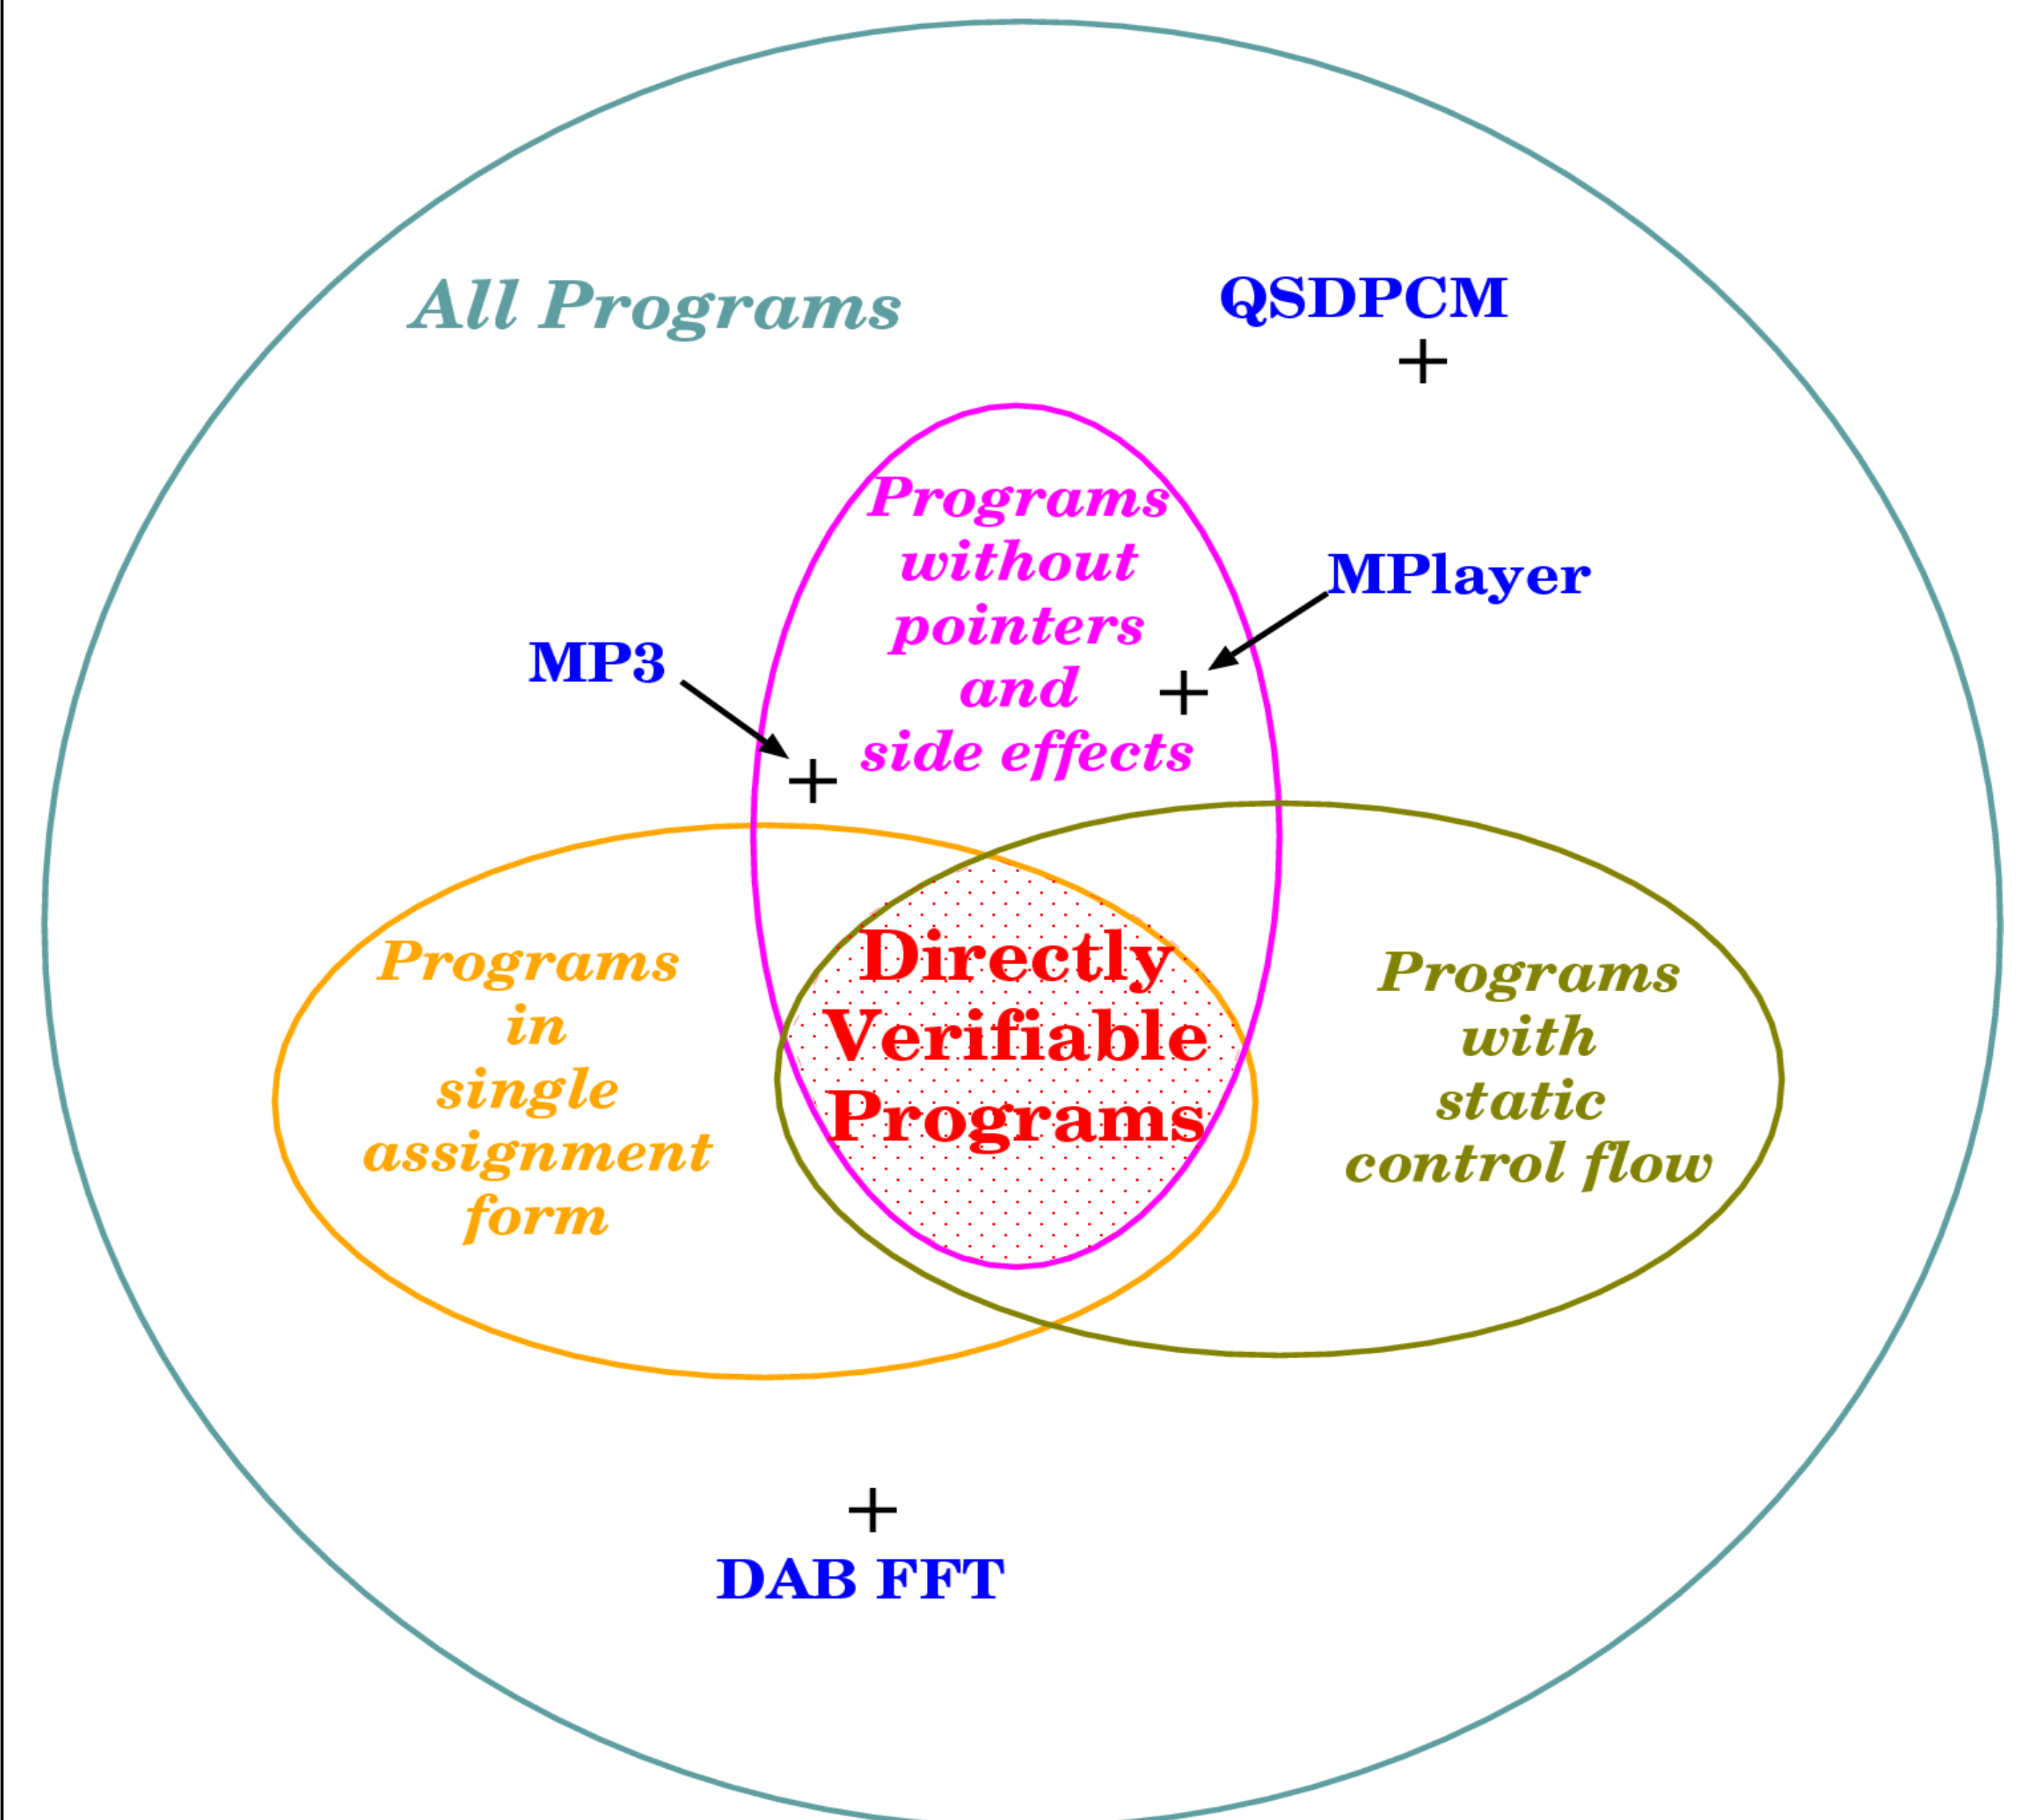 All Programs
QSDPCM
Programs
without
pointers
and
side effects
MPlayer
MP3
Programs
in
single
assignment
form
Directly
Verifiable
Programs
Programs
with
static
control flow
DAB FFT